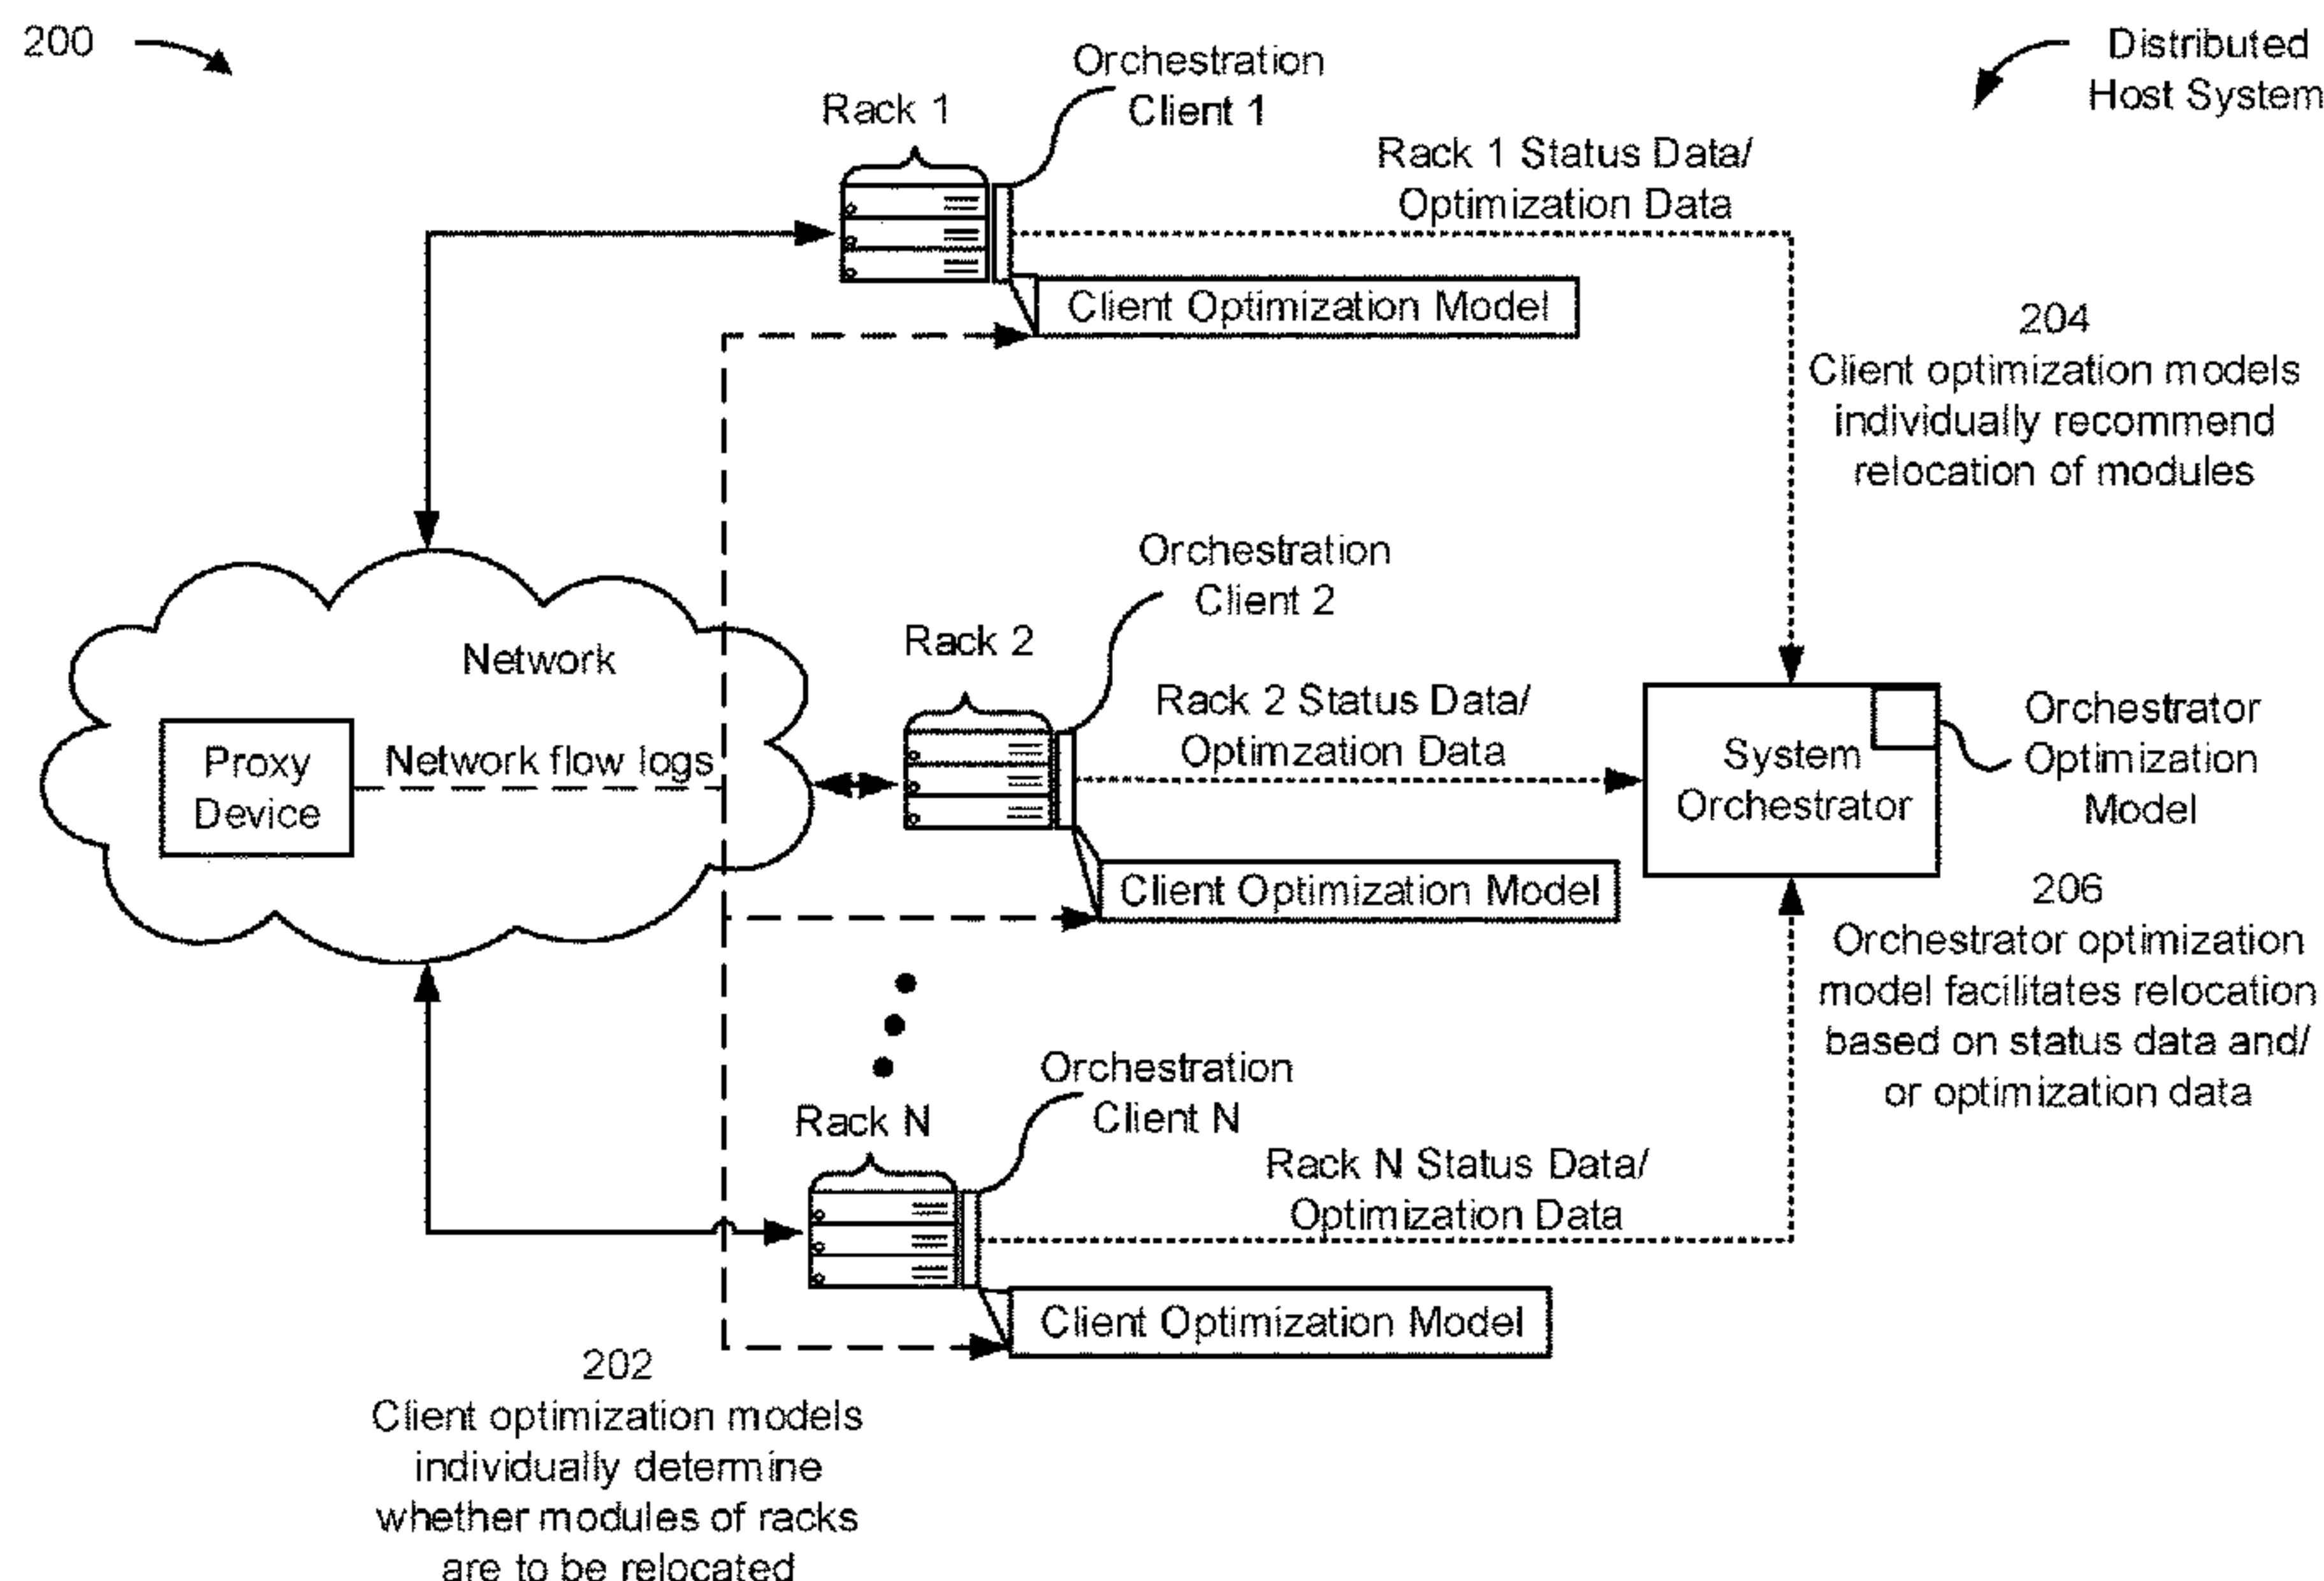 200
Distributed
Host System
Orchestration
Client 1
Rack 1
Rack 1 Status Data/
Optimization Data
Client Optimization Model
204
Client optimization models
individually recommend
relocation of modules
Orchestration
Client 2
Rack 2
Network
Rack 2 Status Data/
Optimzation Data
Proxy
Device
Network flow logs
System
Orchestrator
Orchestrator
Optimization
Model
Client Optimization Model
206
Orchestrator optimization
model facilitates relocation
based on status data and/
or optimization data
Orchestration
Client N
Rack N
Rack N Status Data/
Optimization Data
Client Optimization Model
202
Client optimization models
individually determine
whether modules of racks
are to be relocated